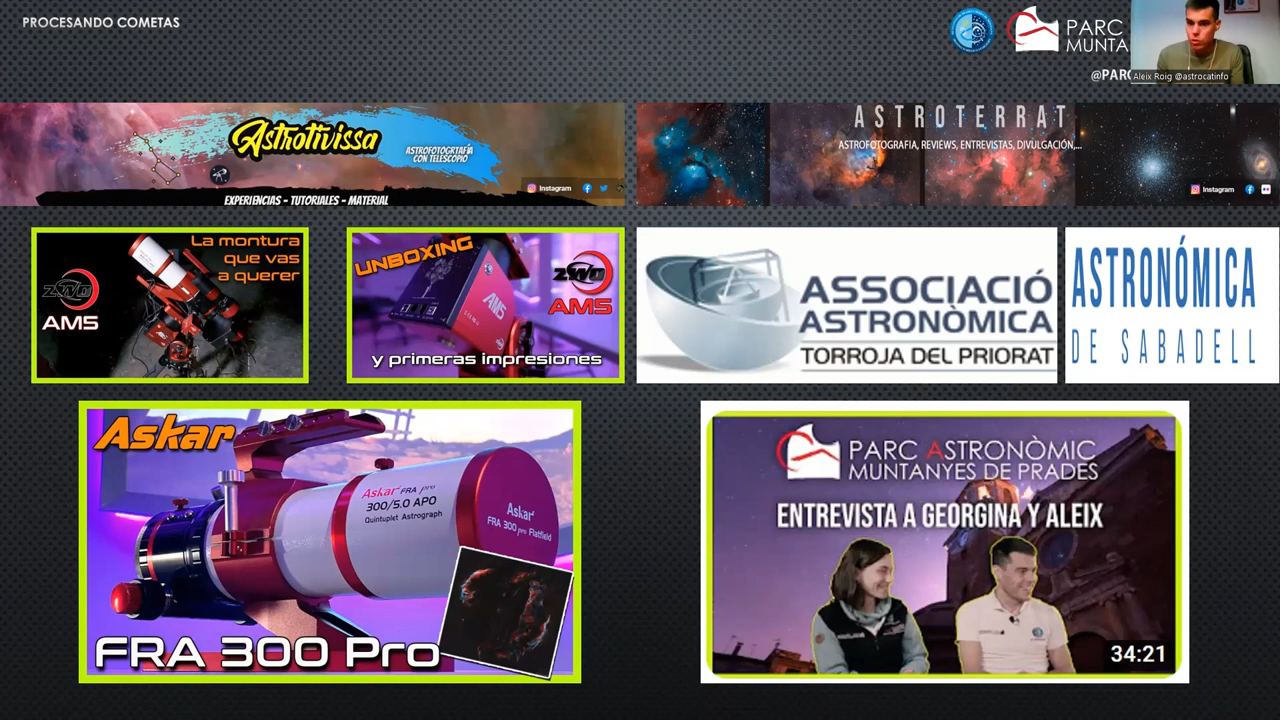 PROCESANDO COMETAS
PARC
MUNTA
@PARC
Aleix Roig @astrocatinfo
Astrotivissa
ASTROFOTOGRTAFÍA
CON TELESCOPIO
Instagram
EXPERIENCIAS - TUTORIALES - MATERIAL
ASTROTERRAT
ASTROFOTOGRAFIA, REVIEWS, ENTREVISTAS, DIVULGACIÓN,...
Instagram
La montura
que vas
a querer
ZWO
AM5
UNBOXING
ZWO
AM5
AM5
y primeras impresiones
ASSOCIACIÓ
ASTRONÒMICA
TORROJA DEL PRIORAT
ASTRONÓMICA
DE SABADELL
Askar
Askar FRA pro
300/5.0 APO
Quintuplet Astrograph
Askar
FRA 300 pro Flatfield
FRA 300 Pro
PARC ASTRONÒMIC
MUNTANYES DE PRADES
ENTREVISTA A GEORGINA Y ALEIX
34:21